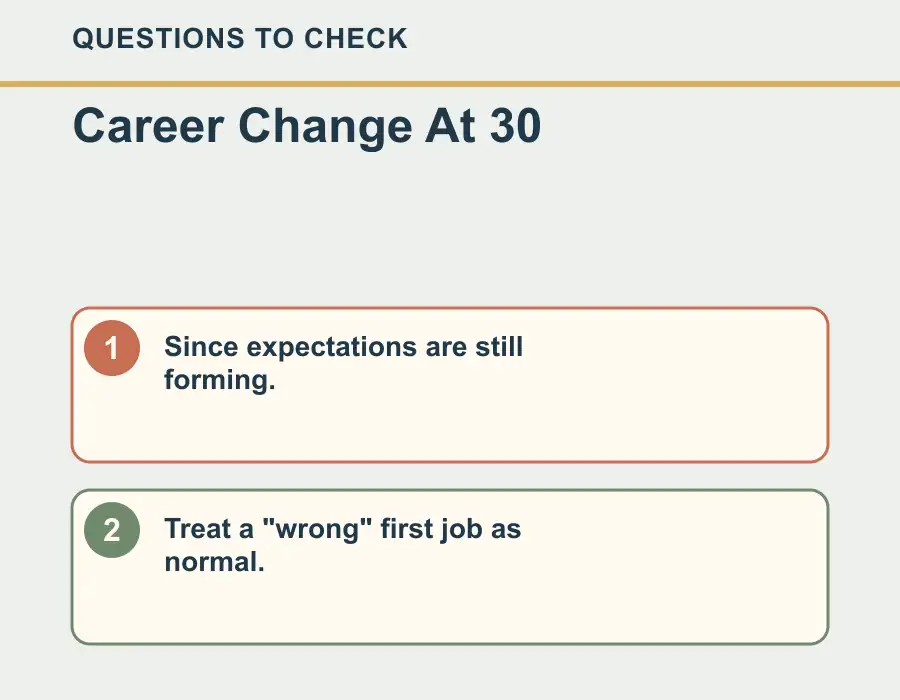 QUESTIONS TO CHECK
Career Change At 30
1
Since expectations are still
forming.
2
Treat a "wrong" first job as
normal.